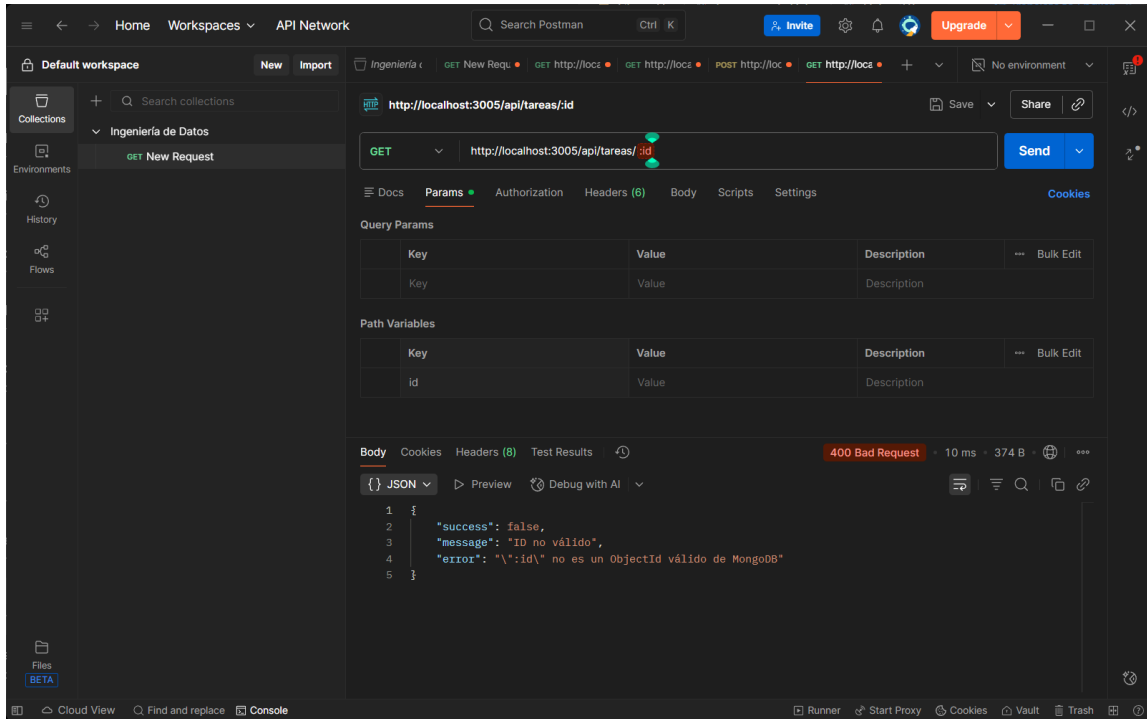 Home Workspaces API Network Search Postman Ctrl K Invite Upgrade
Default workspace New Import Ingeniería GET New Requ GET http://loca GET http://loca POST http://loc GET http://loca No environment
Collections
Environments
History
Flows
Files
BETA
Search collections
Ingeniería de Datos
GET New Request
HTTP http://localhost:3005/api/tareas/:id Save Share
GET http://localhost:3005/api/tareas/ :id Send
Docs Params Authorization Headers (6) Body Scripts Settings Cookies
Query Params
Key Value Description Bulk Edit
Key Value Description
Path Variables
Key Value Description Bulk Edit
id Value Description
Body Cookies Headers (8) Test Results 400 Bad Request 10 ms 374 B
{} JSON Preview Debug with AI
1 {
2 "success": false,
3 "message": "ID no válido",
4 "error": "\":id\" no es un ObjectId válido de MongoDB"
5 }
Cloud View Find and replace Console Runner Start Proxy Cookies Vault Trash